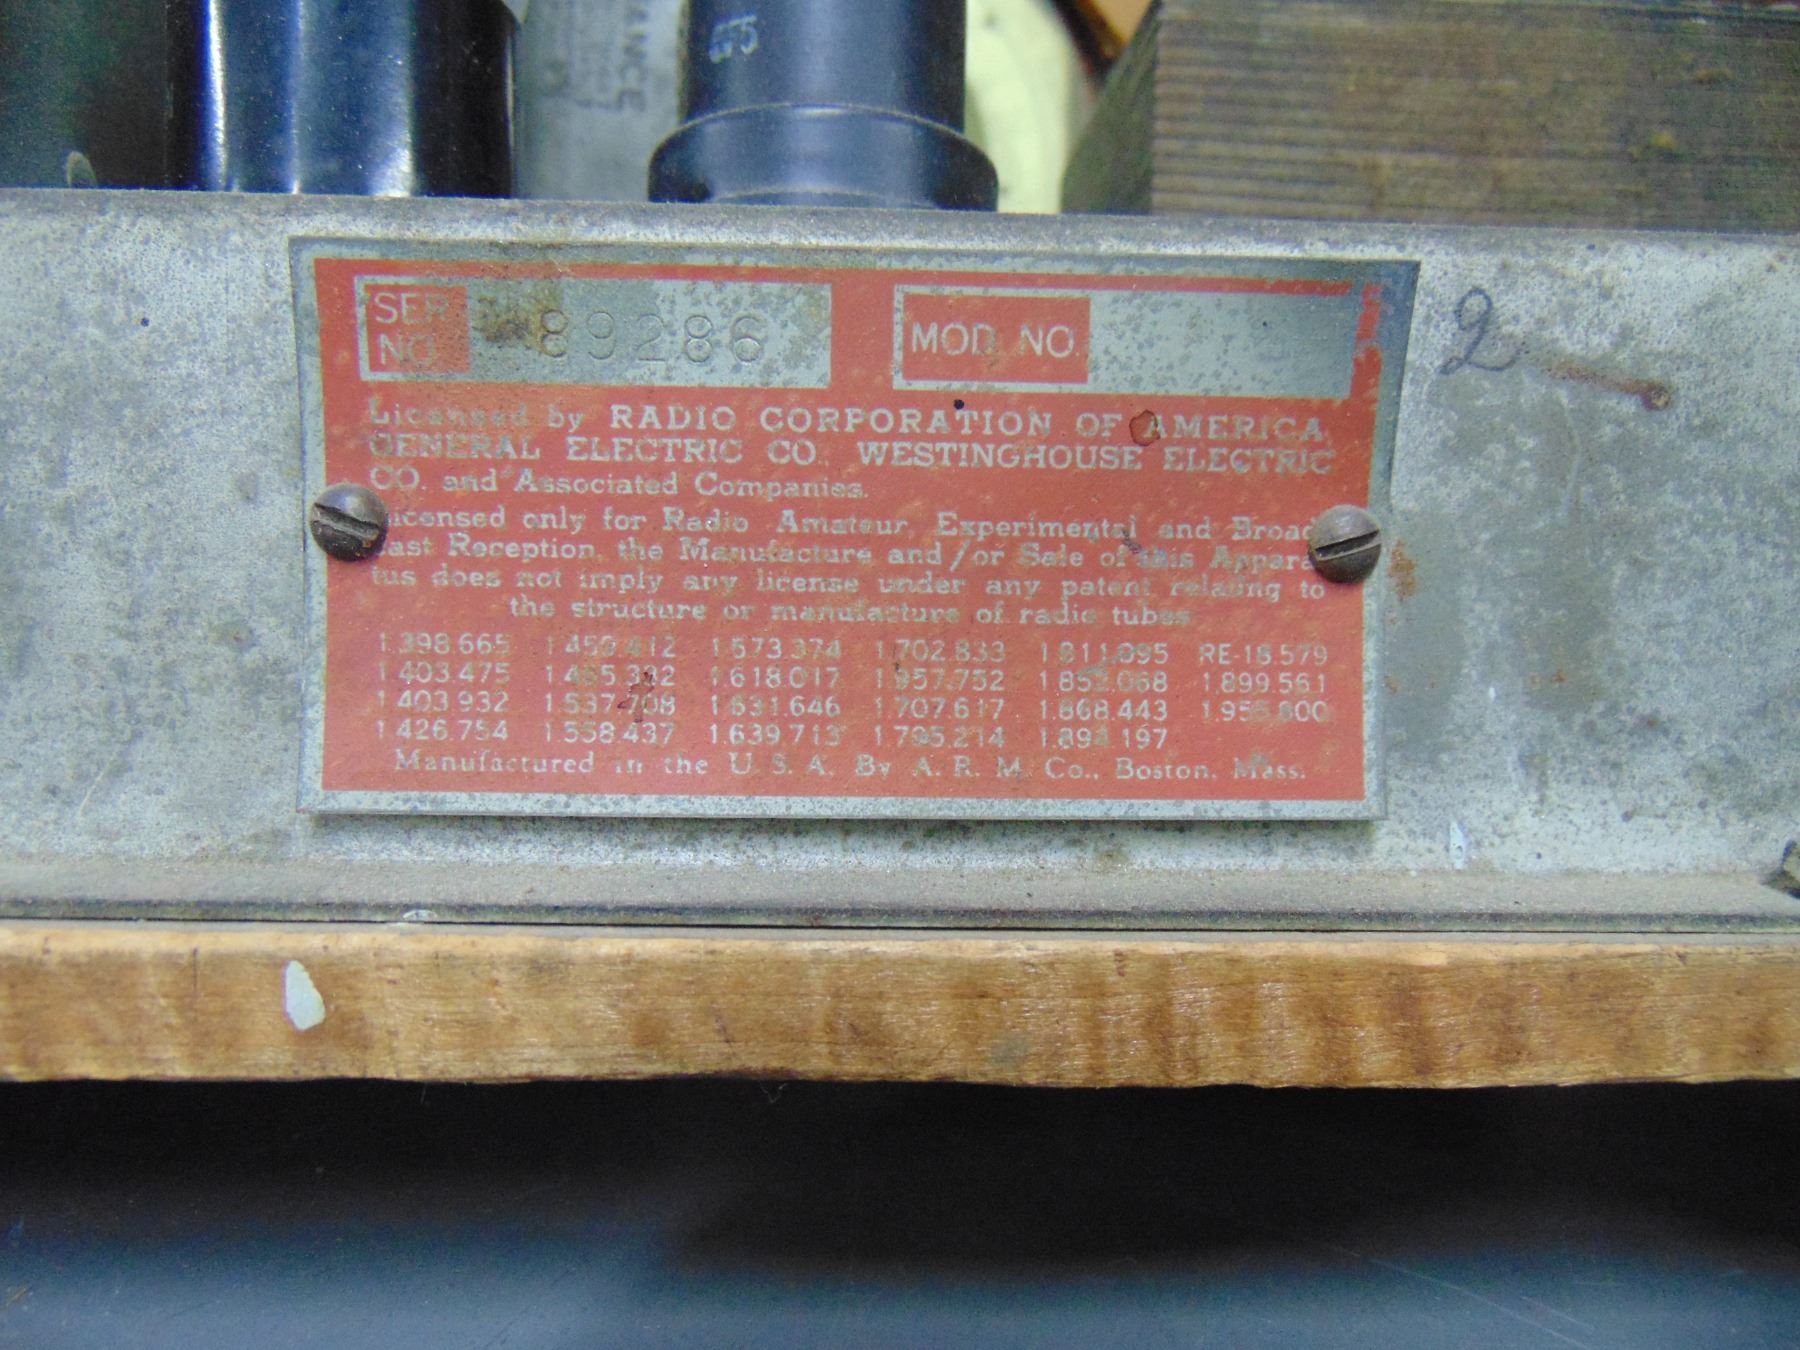 6F5
SER. NO. 89286 MOD. NO.
Licensed by RADIO CORPORATION OF AMERICA
GENERAL ELECTRIC CO. WESTINGHOUSE ELECTRIC
CO. and Associated Companies.
Licensed only for Radio Amateur, Experimental and Broad
cast Reception, the Manufacture and/or Sale of this Appara
tus does not imply any license under any patent relating to
the structure or manufacture of radio tubes
1.398.665 1.459.412 1.573.374 1.702.833 1.811.095 RE-18.579
1.403.475 1.465.332 1.618.017 1.957.752 1.852.068 1.899.561
1.403.932 1.537.708 1.631.646 1.707.617 1.868.443 1.955.800
1.426.754 1.558.437 1.639.713 1.795.214 1.894.197
Manufactured in the U. S. A. By A. R. M. Co., Boston. Mass.
2